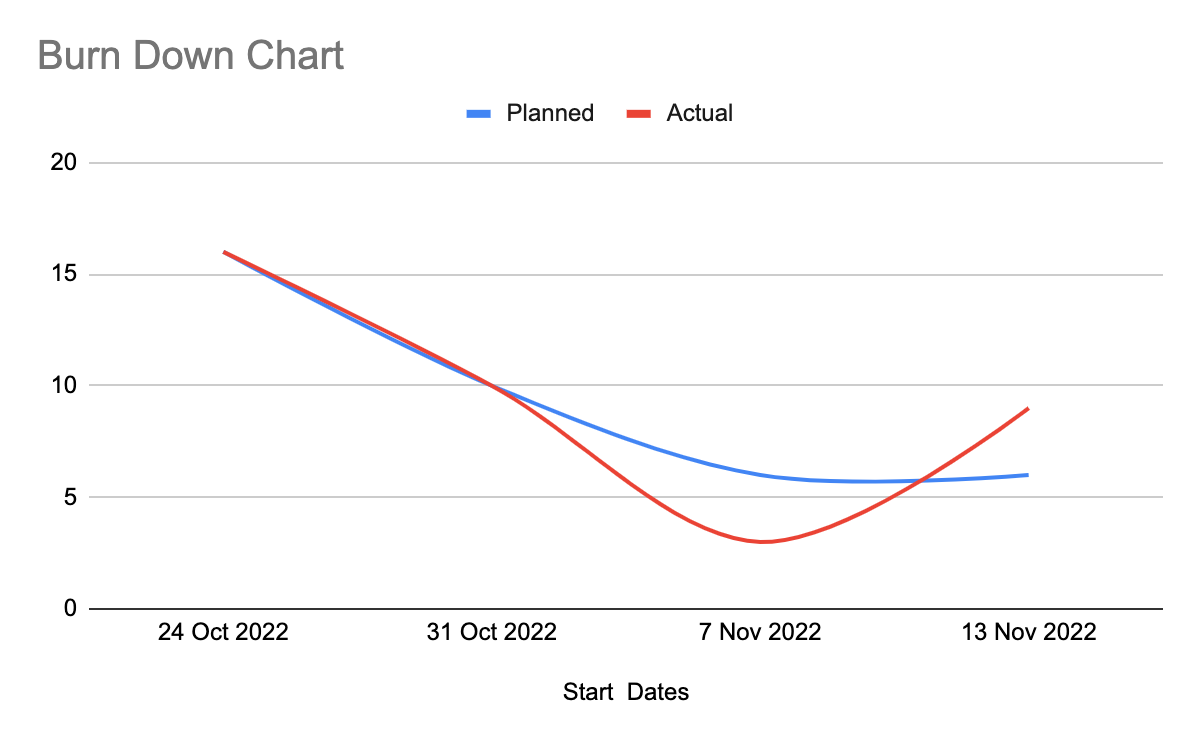 Burn Down Chart
Planned Actual
20
15
10
5
0
24 Oct 2022 31 Oct 2022 7 Nov 2022 13 Nov 2022
Start  Dates